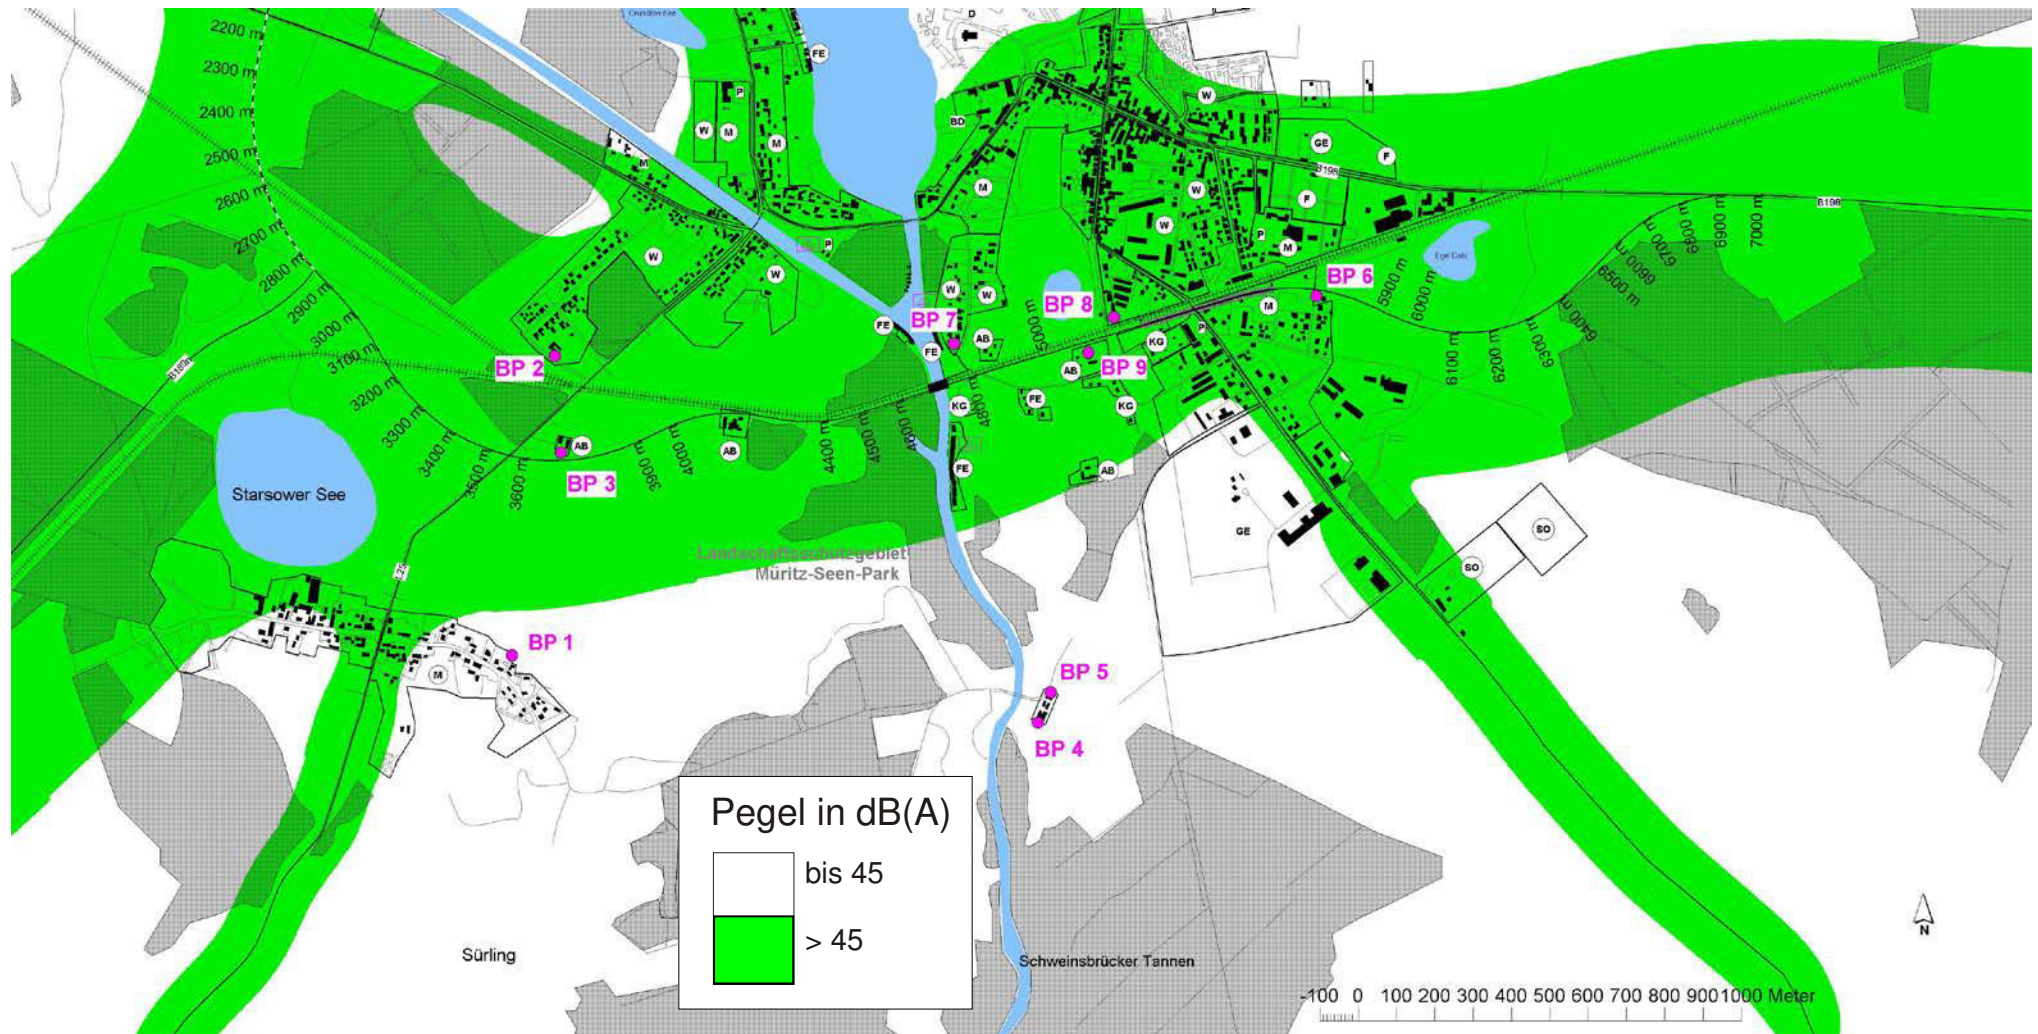 2200 m
2300 m
2400 m
2500 m
2600 m
2700 m
2800 m
2900 m
3000 m
3100 m
3200 m
3300 m
3400 m
3500 m
3600 m
3900 m
4000 m
4400 m
4500 m
4600 m
4800 m
5000 m
5900 m
6000 m
6100 m
6200 m
6300 m
6400 m
6500 m
6600 m
6700 m
6800 m
6900 m
7000 m
D
FE
P
W
M
M
M
BD
M
W
GE
F
B198
F
W
W
P
M
B198
W
W
P
W
W
FE
FE
AB
M
P
KG
AB
FE
KG
KG
FE
AB
AB
AB
GE
SO
SO
M
L25
BP 1
BP 2
BP 3
BP 4
BP 5
BP 6
BP 7
BP 8
BP 9
Starsower See
Landschaftsschutzgebiet
Müritz-Seen-Park
Sürling
Schweinsbrücker Tannen
Pegel in dB(A)
bis 45
> 45
N
-100 0 100 200 300 400 500 600 700 800 900 1000 Meter